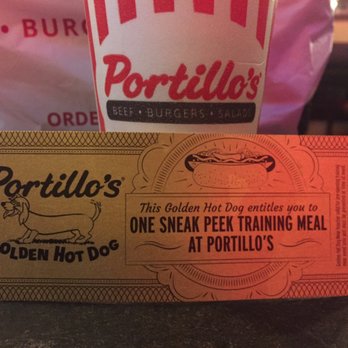 BURG
ORDE
Portillo's®
BEEF • BURGERS • SALADS
Portillo's®
GOLDEN HOT DOG
This Golden Hot Dog entitles you to
ONE SNEAK PEEK TRAINING MEAL
AT PORTILLO'S